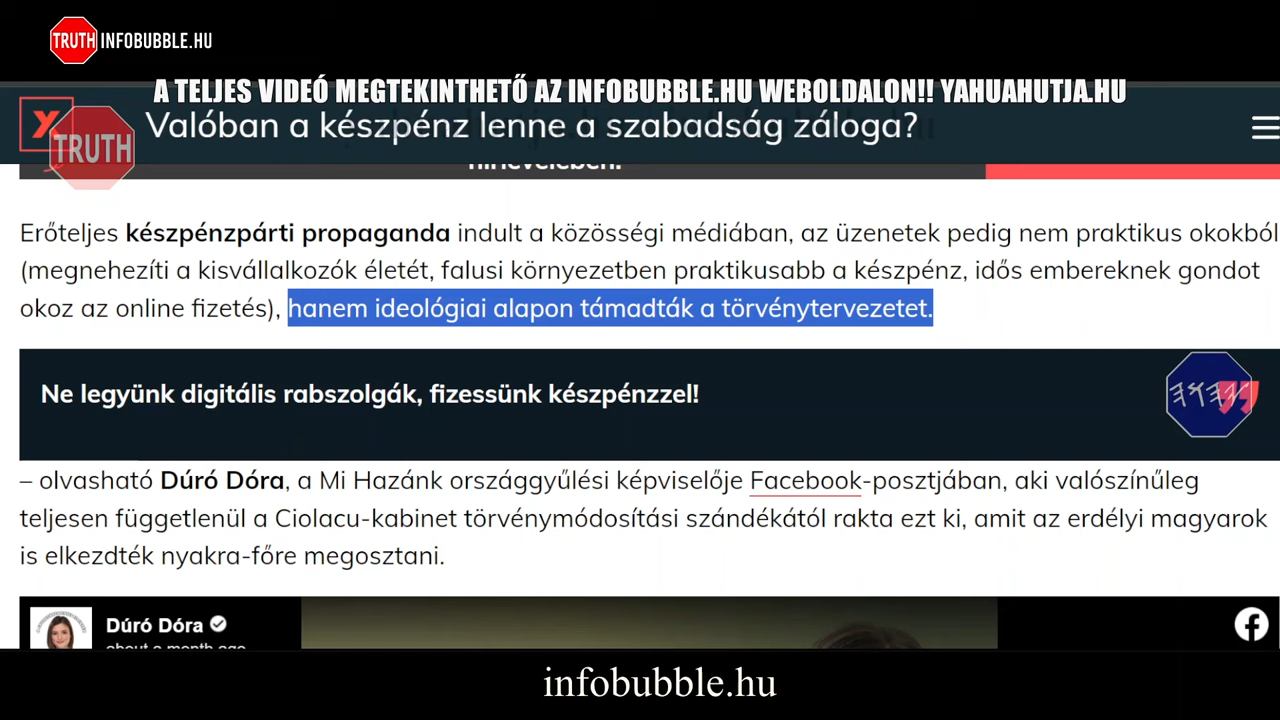 TRUTH INFOBUBBLE.HU
A TELJES VIDEÓ MEGTEKINTHETŐ AZ INFOBUBBLE.HU WEBOLDALON!! YAHUAHUTJA.HU
TRUTH
Valóban a készpénz lenne a szabadság záloga?
hírlevelében.
Erőteljes készpénzpárti propaganda indult a közösségi médiában, az üzenetek pedig nem praktikus okokból
(megnehezíti a kisvállalkozók életét, falusi környezetben praktikusabb a készpénz, idős embereknek gondot
okoz az online fizetés), hanem ideológiai alapon támadták a törvénytervezetet.
Ne legyünk digitális rabszolgák, fizessünk készpénzzel!
– olvasható Dúró Dóra, a Mi Hazánk országgyűlési képviselője Facebook-posztjában, aki valószínűleg
teljesen függetlenül a Ciolacu-kabinet törvénymódosítási szándékától rakta ezt ki, amit az erdélyi magyarok
is elkezdték nyakra-főre megosztani.
Dúró Dóra
about a month ago
infobubble.hu